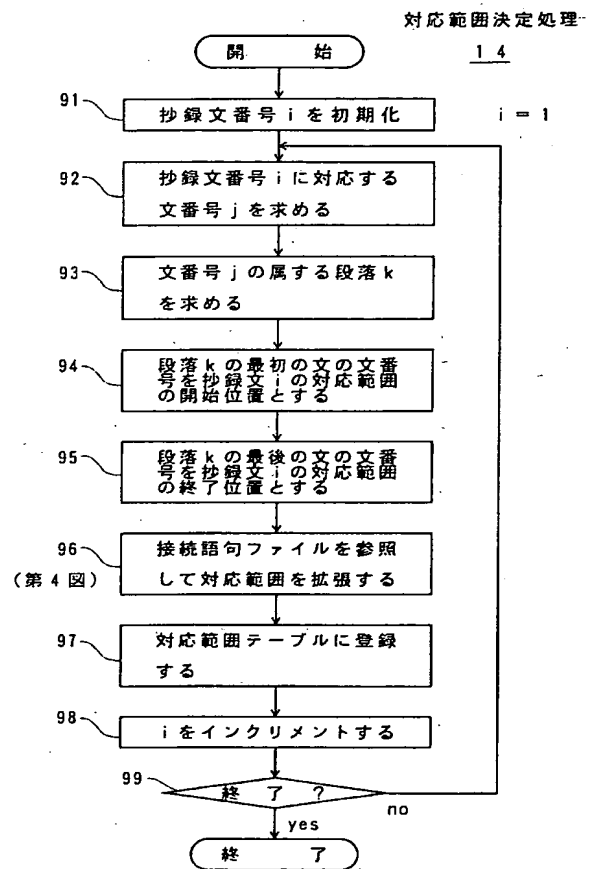 対応範囲決定処理
14
開始
91
抄録文番号iを初期化
i = 1
92
抄録文番号iに対応する
文番号jを求める
93
文番号jの属する段落k
を求める
94
段落kの最初の文の文番
号を抄録文iの対応範囲
の開始位置とする
95
段落kの最後の文の文番
号を抄録文iの対応範囲
の終了位置とする
96
(第4図)
接続語句ファイルを参照
して対応範囲を拡張する
97
対応範囲テーブルに登録
する
98
iをインクリメントする
99
終了?
no
yes
終了